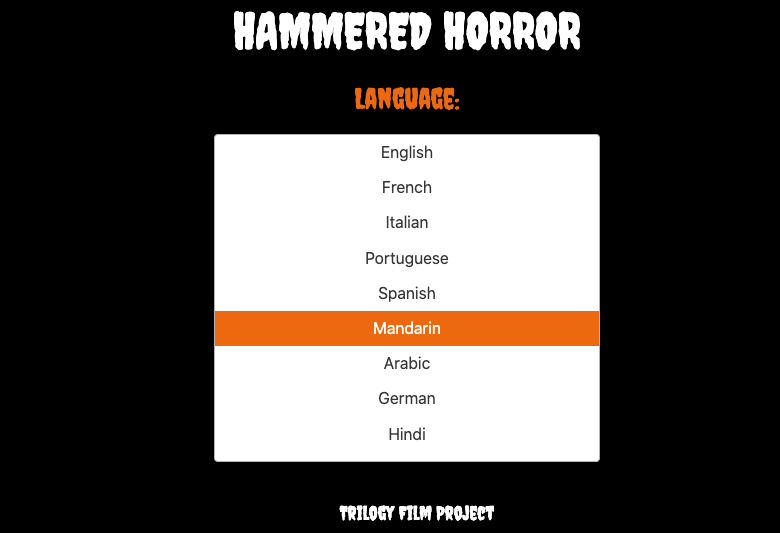 HAMMERED HORROR
LANGUAGE:
English
French
Italian
Portuguese
Spanish
Mandarin
Arabic
German
Hindi
TRILOGY FILM PROJECT